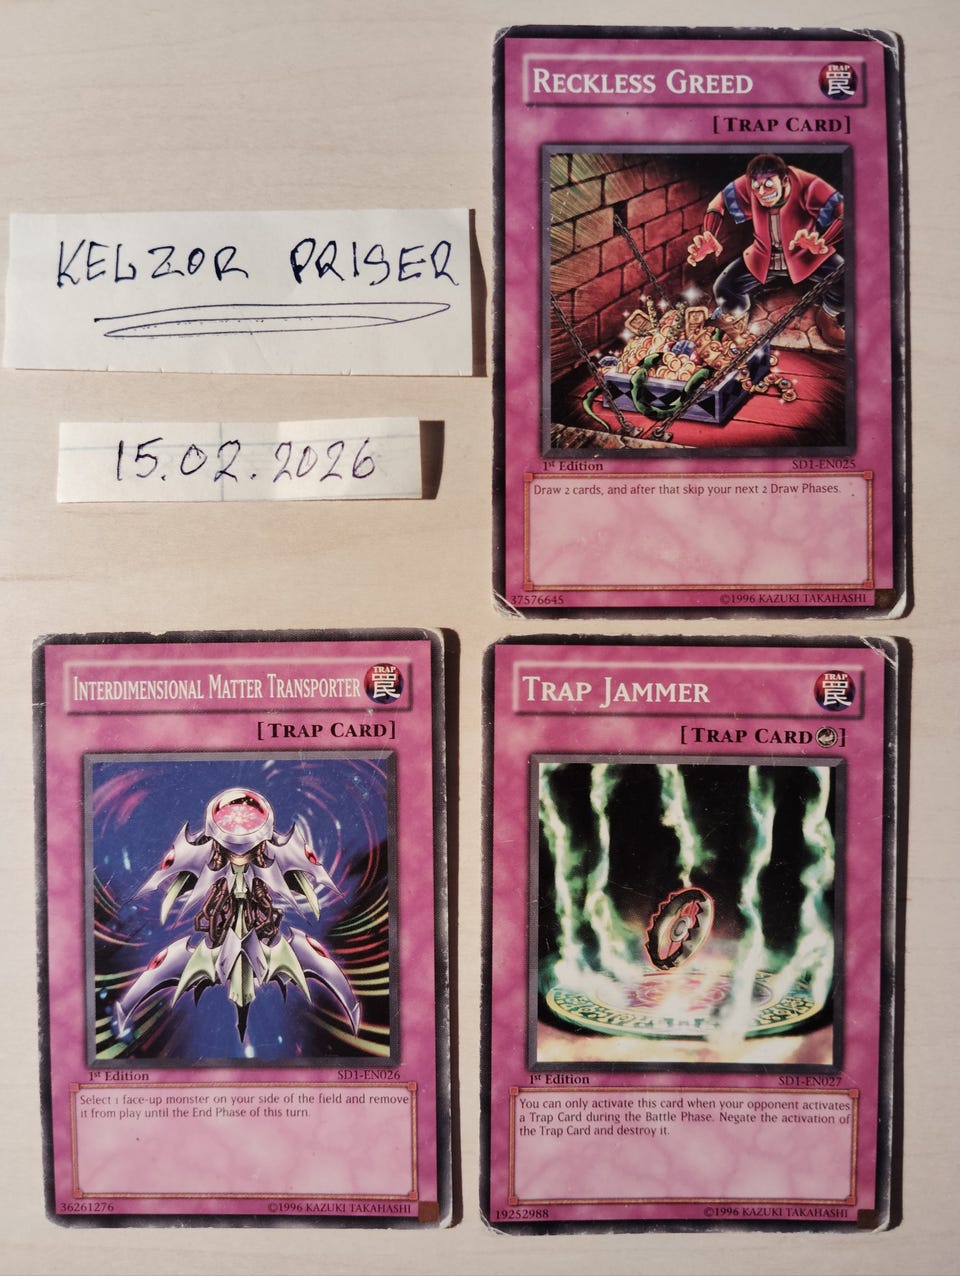 KELZOR PRISER
15.02.2026
RECKLESS GREED
TRAP
罠
[TRAP CARD]
1st Edition
SD1-EN025
Draw 2 cards, and after that skip your next 2 Draw Phases.
37576645
©1996 KAZUKI TAKAHASHI
INTERDIMENSIONAL MATTER TRANSPORTER
TRAP
罠
[TRAP CARD]
1st Edition
SD1-EN026
Select 1 face-up monster on your side of the field and remove
it from play until the End Phase of this turn.
36261276
©1996 KAZUKI TAKAHASHI
TRAP JAMMER
TRAP
罠
[TRAP CARD]
1st Edition
SD1-EN027
You can only activate this card when your opponent activates
a Trap Card during the Battle Phase. Negate the activation of
the Trap Card and destroy it.
19252988
©1996 KAZUKI TAKAHASHI